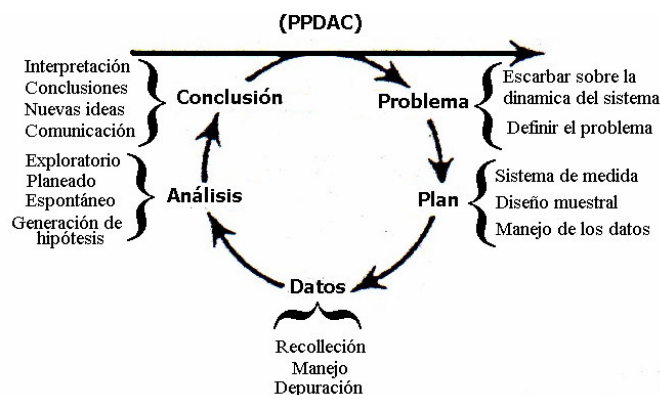 (PPDAC)
Interpretación
Conclusiones
Nuevas ideas
Comunicación
Conclusión
Problema
Escarbar sobre la
dinamica del sistema
Definir el problema
Exploratorio
Planeado
Espontáneo
Generación de
hipótesis
Análisis
Plan
Sistema de medida
Diseño muestral
Manejo de los datos
Datos
Recolleción
Manejo
Depuración